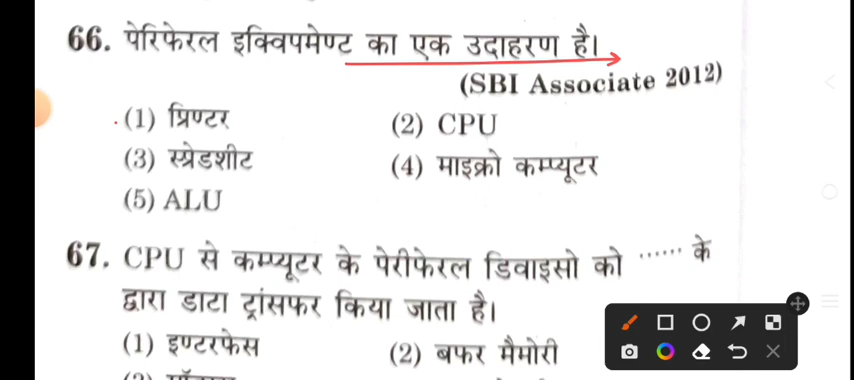 66. पेरिफेरल इक्विपमेण्ट का एक उदाहरण है।
(SBI Associate 2012)
(1) प्रिण्टर (2) CPU
(3) स्प्रेडशीट (4) माइक्रो कम्प्यूटर
(5) ALU
67. CPU से कम्प्यूटर के पेरीफेरल डिवाइसो को ...... के
द्वारा डाटा ट्रांसफर किया जाता है।
(1) इण्टरफेस (2) बफर मैमोरी